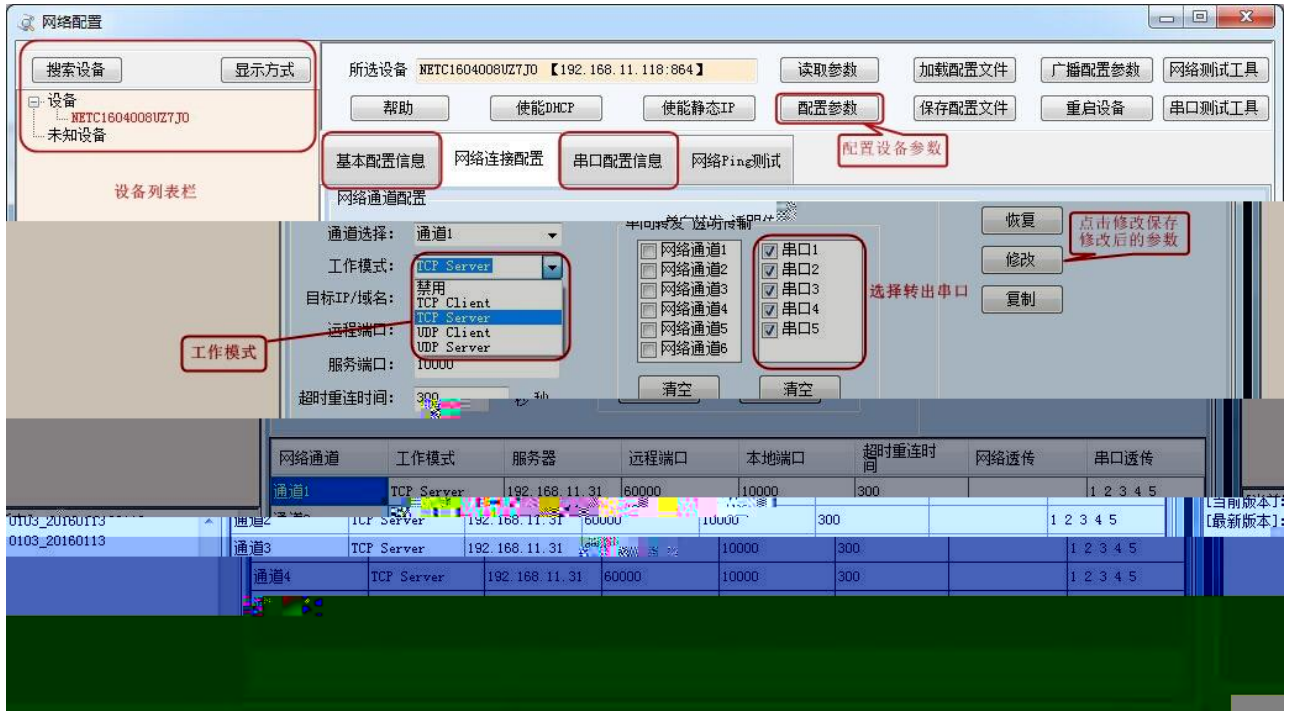 网络配置
搜索设备 显示方式
设备
NETC1604008UZ7J0
未知设备
设备列表栏
所选设备 NETC1604008UZ7J0 【192.168.11.118:864】 读取参数 加载配置文件 广播配置参数 网络测试工具
帮助 使能DHCP 使能静态IP 配置参数 保存配置文件 重启设备 串口测试工具
配置设备参数
基本配置信息 网络连接配置 串口配置信息 网络Ping测试
网络通道配置
通道选择: 通道1
工作模式: TCP Server
禁用
TCP Client
TCP Server
UDP Client
UDP Server
工作模式
目标IP/域名:
远程端口:
服务端口: 10000
超时重连时间: 300
网络通道1 串口1
网络通道2 串口2
网络通道3 串口3
网络通道4 串口4
网络通道5 串口5
网络通道6
清空 清空
选择转出串口
恢复
修改
复制
点击修改保存
修改后的参数
网络通道 工作模式 服务器 远程端口 本地端口 超时重连时间 网络透传 串口透传
通道1 TCP Server 192.168.11.31 60000 10000 300 1 2 3 4 5
通道2 TCP Server 192.168.11.31 60000 10000 300 1 2 3 4 5
通道3 TCP Server 192.168.11.31 10000 300 1 2 3 4 5
通道4 TCP Server 192.168.11.31 60000 10000 300 1 2 3 4 5
0103_20160113
0103_20160113
[当前版本]:
[最新版本]: